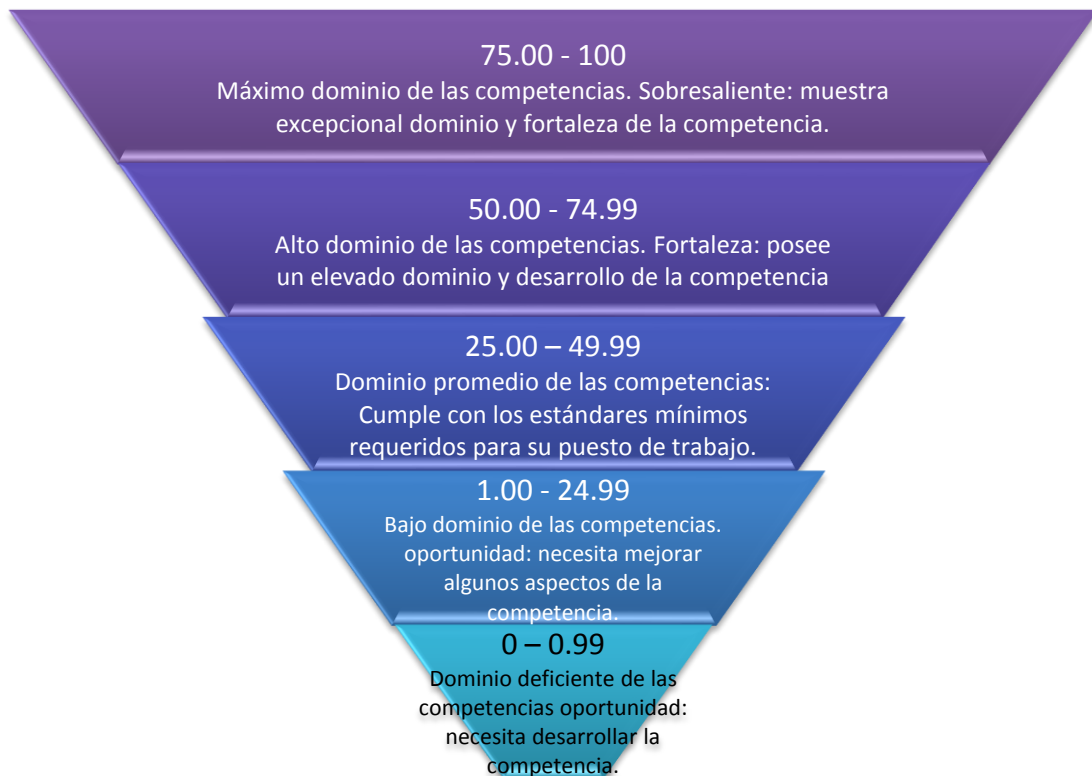 75.00 - 100
Máximo dominio de las competencias. Sobresaliente: muestra
excepcional dominio y fortaleza de la competencia.
50.00 - 74.99
Alto dominio de las competencias. Fortaleza: posee
un elevado dominio y desarrollo de la competencia
25.00 – 49.99
Dominio promedio de las competencias:
Cumple con los estándares mínimos
requeridos para su puesto de trabajo.
1.00 - 24.99
Bajo dominio de las competencias.
oportunidad: necesita mejorar
algunos aspectos de la
competencia.
0 – 0.99
Dominio deficiente de las
competencias oportunidad:
necesita desarrollar la
competencia.